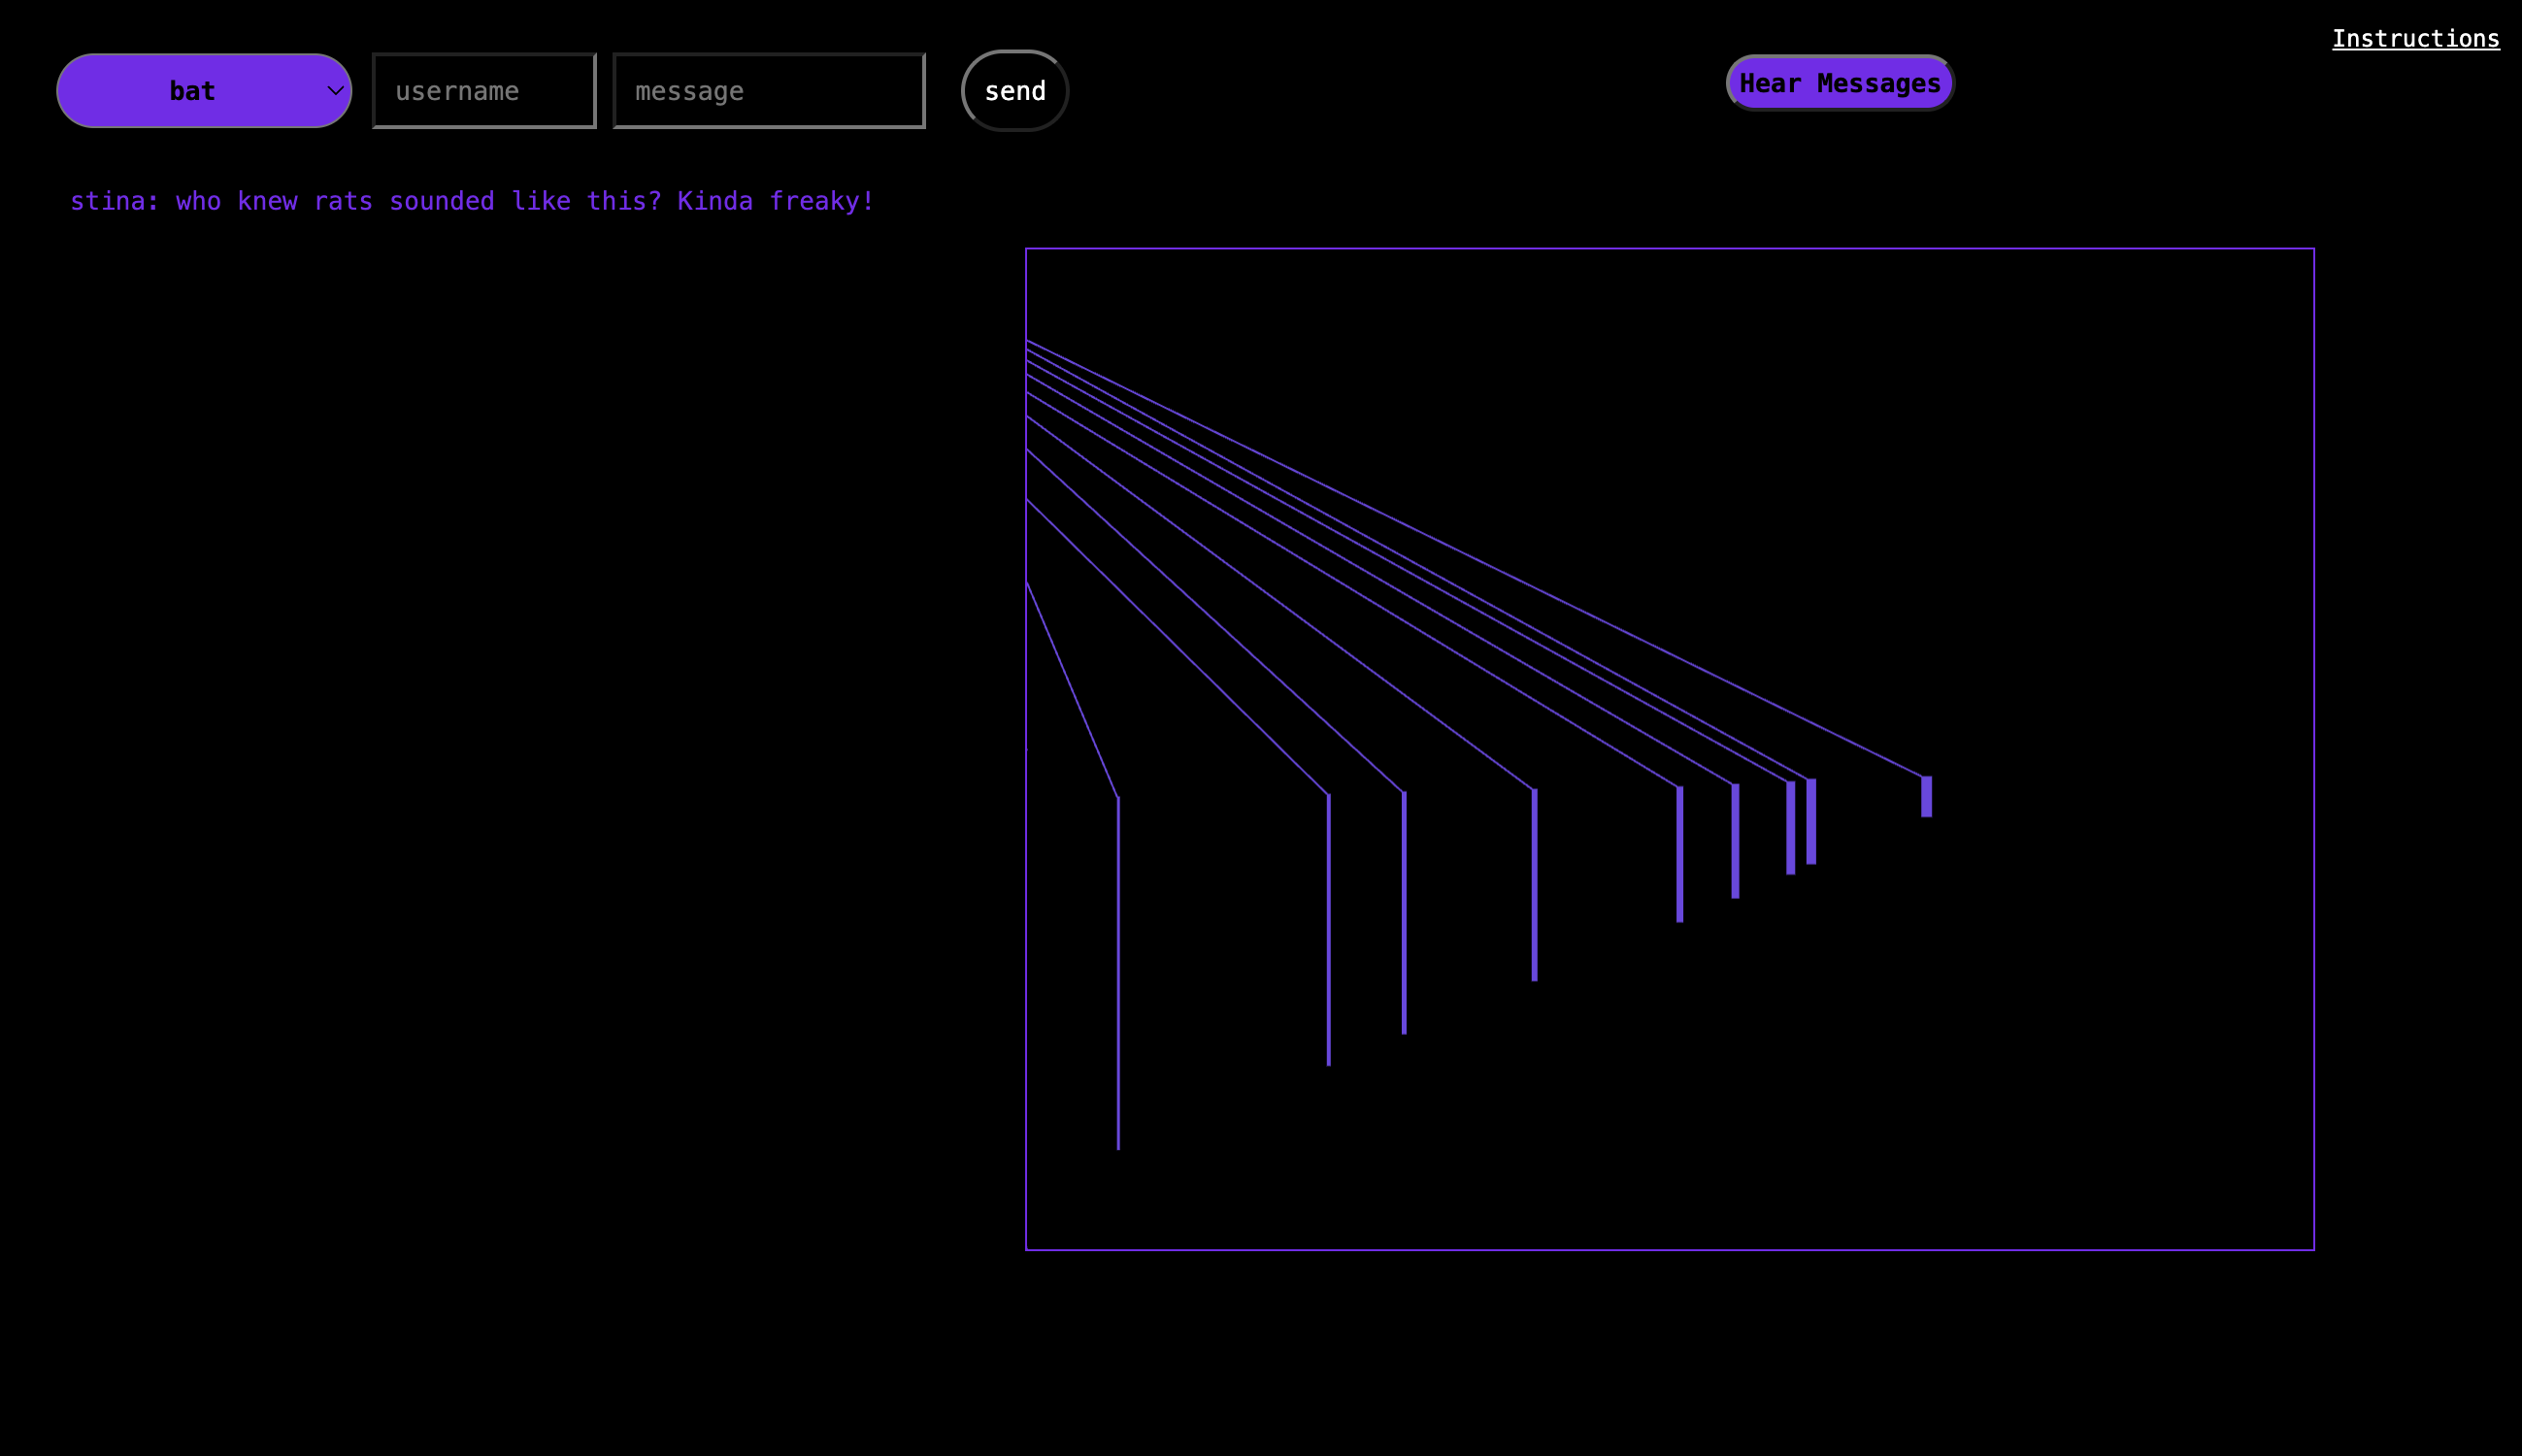 Instructions
bat
username
message
send
Hear Messages
stina: who knew rats sounded like this? Kinda freaky!